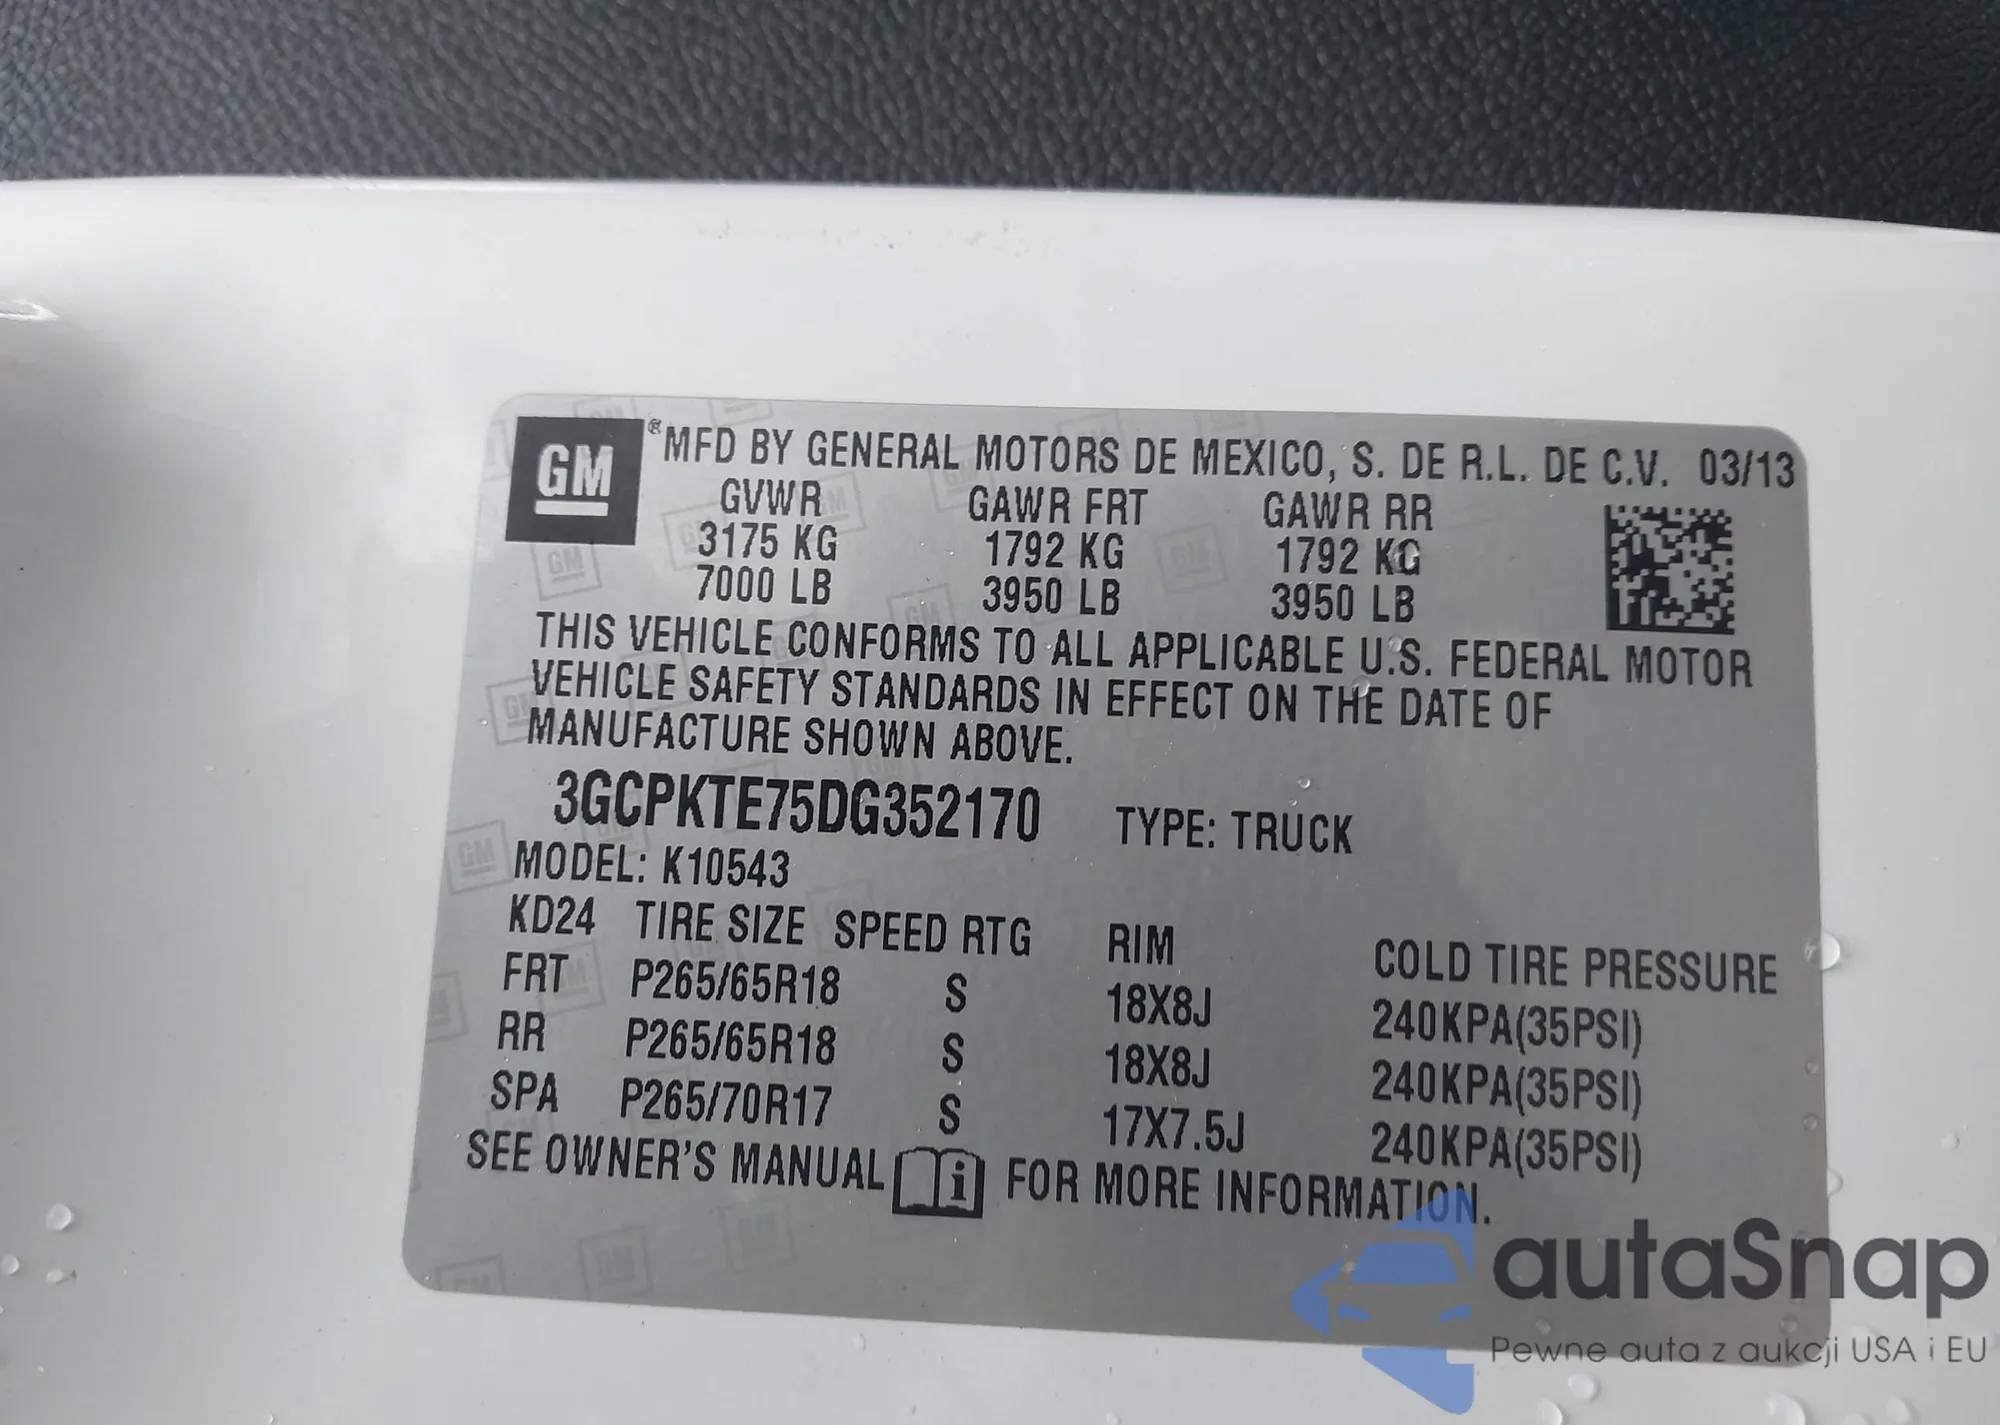 GM ® MFD BY GENERAL MOTORS DE MEXICO, S. DE R.L. DE C.V. 03/13
GVWR GAWR FRT GAWR RR
3175 KG 1792 KG 1792 KG
7000 LB 3950 LB 3950 LB
THIS VEHICLE CONFORMS TO ALL APPLICABLE U.S. FEDERAL MOTOR
VEHICLE SAFETY STANDARDS IN EFFECT ON THE DATE OF
MANUFACTURE SHOWN ABOVE.
3GCPKTE75DG352170 TYPE: TRUCK
MODEL: K10543
KD24 TIRE SIZE SPEED RTG RIM COLD TIRE PRESSURE
FRT P265/65R18 S 18X8J 240KPA(35PSI)
RR P265/65R18 S 18X8J 240KPA(35PSI)
SPA P265/70R17 S 17X7.5J 240KPA(35PSI)
SEE OWNER'S MANUAL i FOR MORE INFORMATION.
autaSnap
Pewne auta z aukcji USA i EU